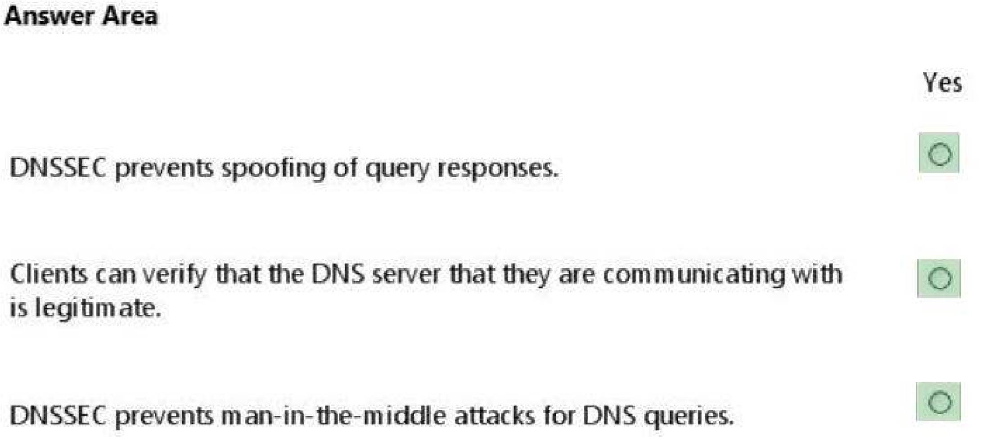 Answer Area
Yes
DNSSEC prevents spoofing of query responses.
Clients can verify that the DNS server that they are communicating with
is legitimate.
DNSSEC prevents man-in-the-middle attacks for DNS queries.